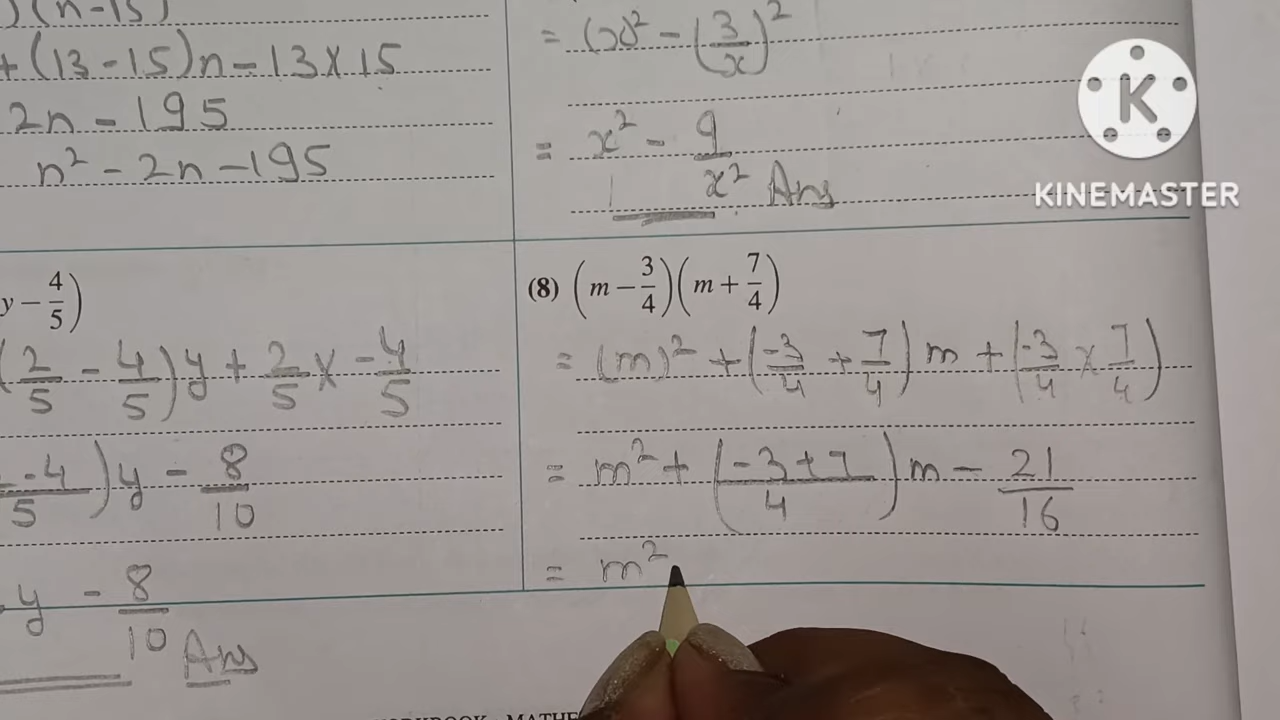 )(n-15)
+(13-15)n-13×15
2n-195
n² - 2n -195
y - 4/5)
(2/5 - 4/5)y + 2/5 × -4/5
-4/5)y - 8/10
y - 8/10 Ans
= (x)² - (3/x)²
= x² - 9/x² Ans
(8) (m - 3/4)(m + 7/4)
= (m)² + (-3/4 + 7/4)m + (-3/4 × 7/4)
= m² + (-3+7/4)m - 21/16
= m²
K
KINEMASTER